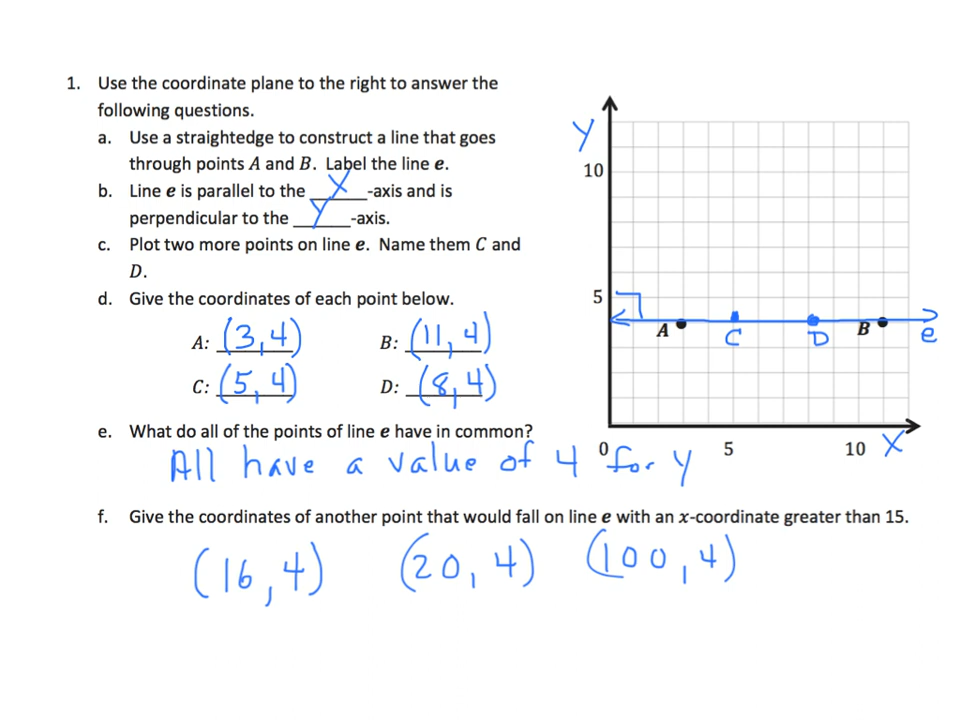 1. Use the coordinate plane to the right to answer the
following questions.
a. Use a straightedge to construct a line that goes
through points A and B. Label the line e.
b. Line e is parallel to the X -axis and is
perpendicular to the Y -axis.
c. Plot two more points on line e. Name them C and
D.
d. Give the coordinates of each point below.
A: (3,4) B: (11,4)
C: (5,4) D: (8,4)
e. What do all of the points of line e have in common?
All have a value of 4 for y
f. Give the coordinates of another point that would fall on line e with an x-coordinate greater than 15.
(16,4) (20,4) (100,4)
Y
10
5
A C D B e
0 5 10 X